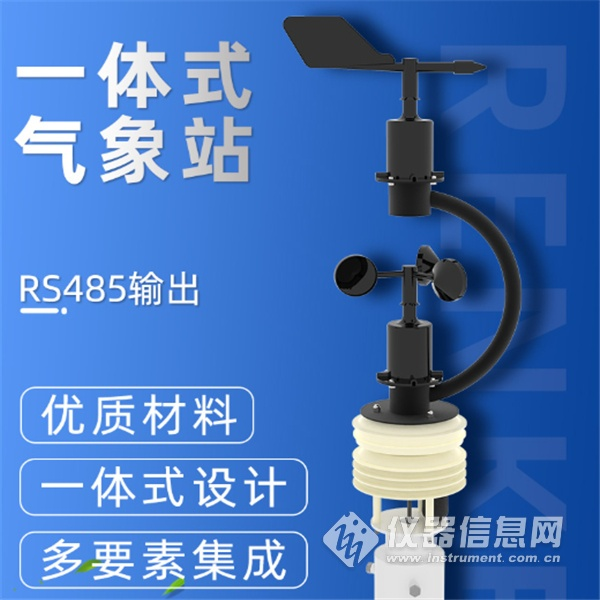 一体式
气象站
RS485输出
优质材料
一体式设计
多要素集成
RENKE
仪器信息网
www.instrument.com.cn